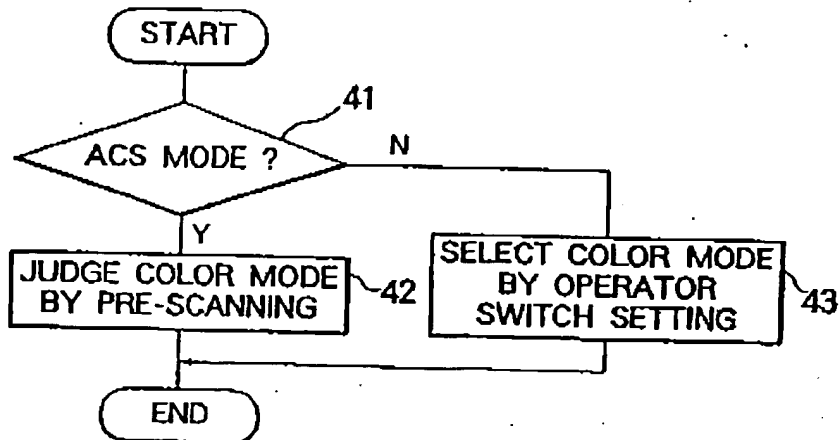 START
41
ACS MODE ?
N
Y
JUDGE COLOR MODE
BY PRE-SCANNING
42
SELECT COLOR MODE
BY OPERATOR
SWITCH SETTING
43
END